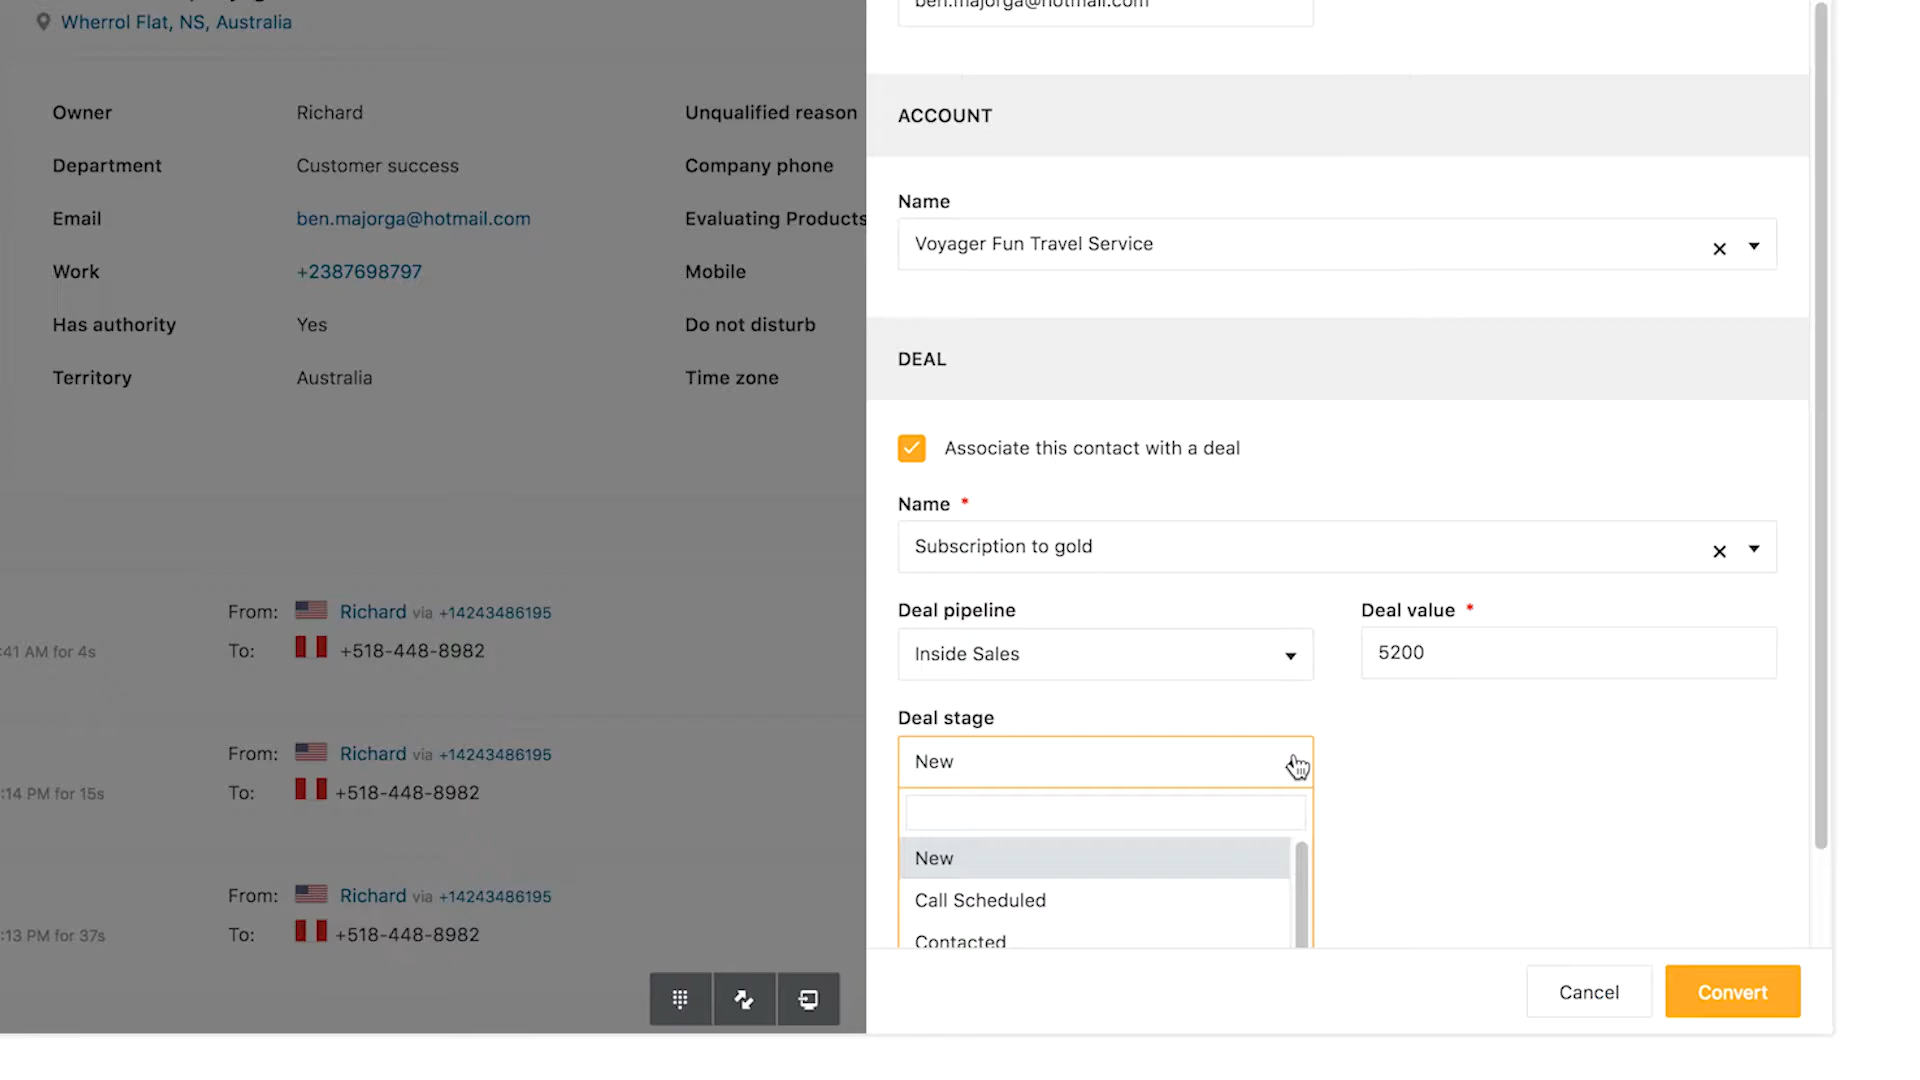 Wherrol Flat, NS, Australia
Owner Richard Unqualified reason
Department Customer success Company phone
Email ben.majorga@hotmail.com Evaluating Products
Work +2387698797 Mobile
Has authority Yes Do not disturb
Territory Australia Time zone
From: Richard via +14243486195
:41 AM for 4s To: +518-448-8982
From: Richard via +14243486195
:14 PM for 15s To: +518-448-8982
From: Richard via +14243486195
:13 PM for 37s To: +518-448-8982
ben.majorga@hotmail.com
ACCOUNT
Name
Voyager Fun Travel Service
DEAL
Associate this contact with a deal
Name *
Subscription to gold
Deal pipeline
Inside Sales
Deal value *
5200
Deal stage
New
New
Call Scheduled
Contacted
Cancel Convert